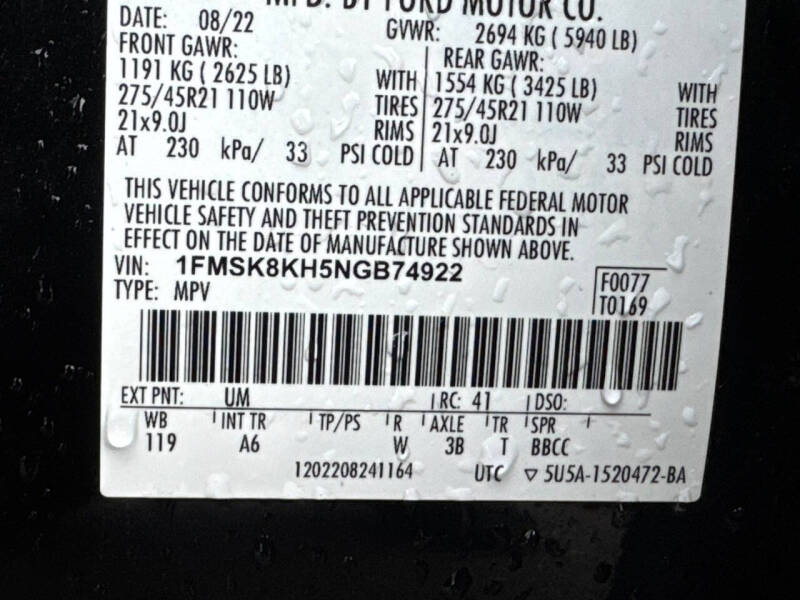 MFD. BY FORD MOTOR CO.
DATE: 08/22 GVWR: 2694 KG ( 5940 LB)
FRONT GAWR: REAR GAWR:
1191 KG ( 2625 LB) WITH 1554 KG ( 3425 LB) WITH
275/45R21 110W TIRES 275/45R21 110W TIRES
21x9.0J RIMS 21x9.0J RIMS
AT 230 kPa/ 33 PSI COLD AT 230 kPa/ 33 PSI COLD
THIS VEHICLE CONFORMS TO ALL APPLICABLE FEDERAL MOTOR
VEHICLE SAFETY AND THEFT PREVENTION STANDARDS IN
EFFECT ON THE DATE OF MANUFACTURE SHOWN ABOVE.
VIN: 1FMSK8KH5NGB74922 F0077
TYPE: MPV T0169
EXT PNT: UM RC: 41 DSO:
WB INT TR TP/PS R AXLE TR SPR
119 A6 W 3B T BBCC
1202208241164 UTC ▽ 5U5A-1520472-BA